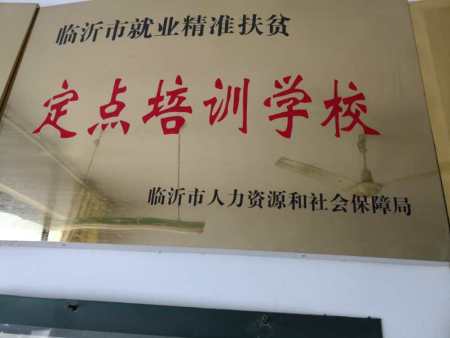 临沂市就业精准扶贫
定点培训学校
临沂市人力资源和社会保障局